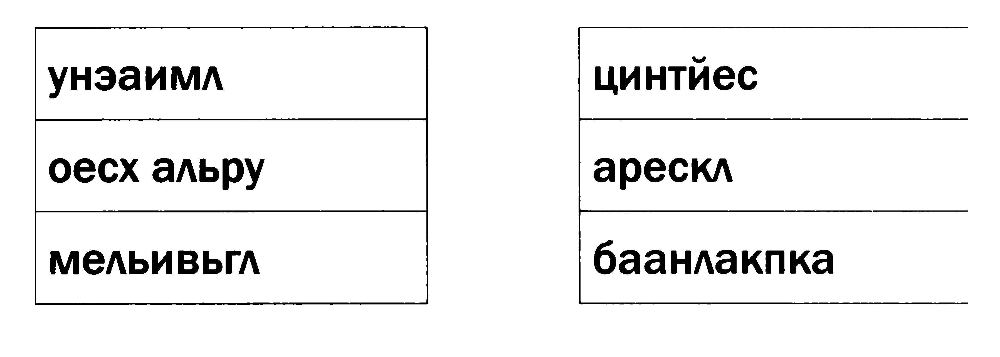 унэаимл
оесх альру
мельивьгл
цинтйес
арескл
баанлакпка